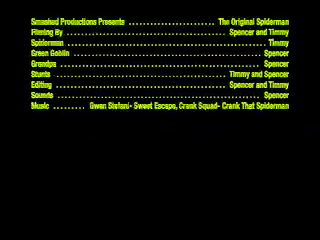 Smashed Productions Presents ........................ The Original Spiderman
Filming By ............................................ Spencer and Timmy
Spiderman ....................................................... Timmy
Green Goblin .................................................... Spencer
Grandpa ....................................................... Spencer
Stunts ................................................ Timmy and Spencer
Editing ............................................... Spencer and Timmy
Sounds ........................................................ Spencer
Music ......... Gwen Stefani- Sweet Escape, Crank Squad- Crank That Spiderman